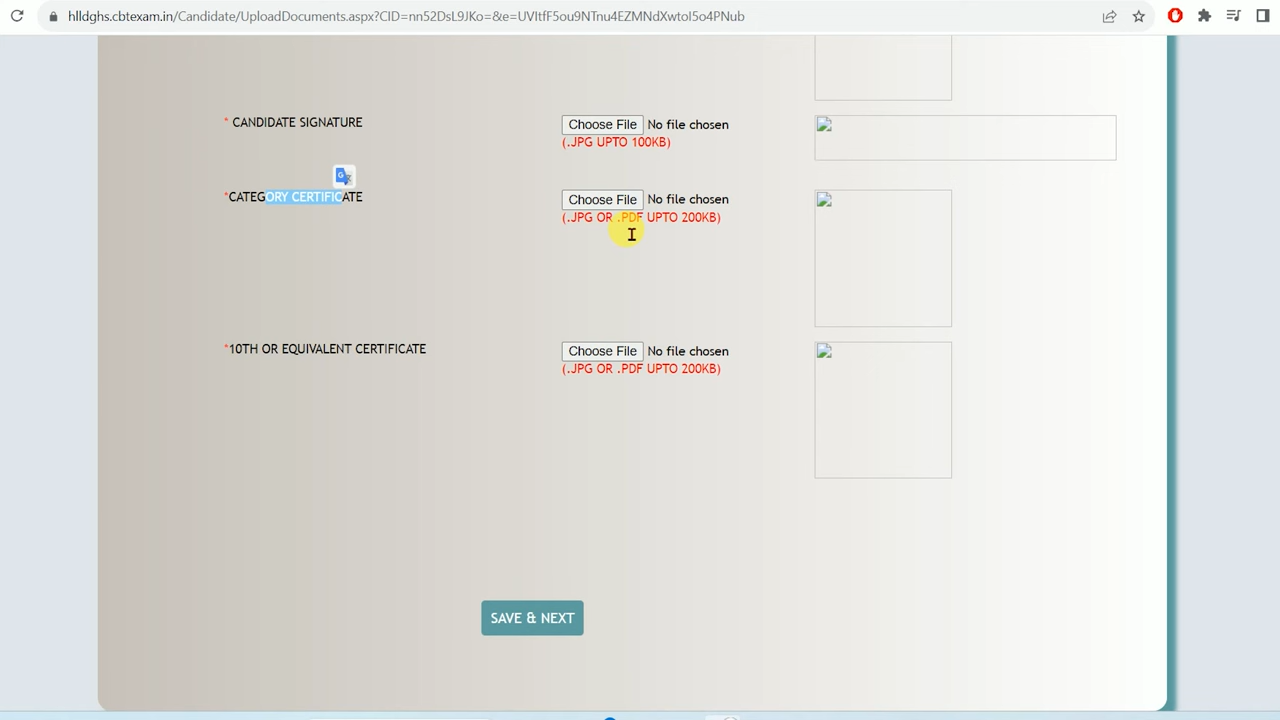 hlldghs.cbtexam.in/Candidate/UploadDocuments.aspx?CID=nn52DsL9JKo=&e=UVItfF5ou9NTnu4EZMNdXwtoI5o4PNub
* CANDIDATE SIGNATURE
Choose File No file chosen
(.JPG UPTO 100KB)
*CATEGORY CERTIFICATE
Choose File No file chosen
(.JPG OR .PDF UPTO 200KB)
*10TH OR EQUIVALENT CERTIFICATE
Choose File No file chosen
(.JPG OR .PDF UPTO 200KB)
SAVE & NEXT